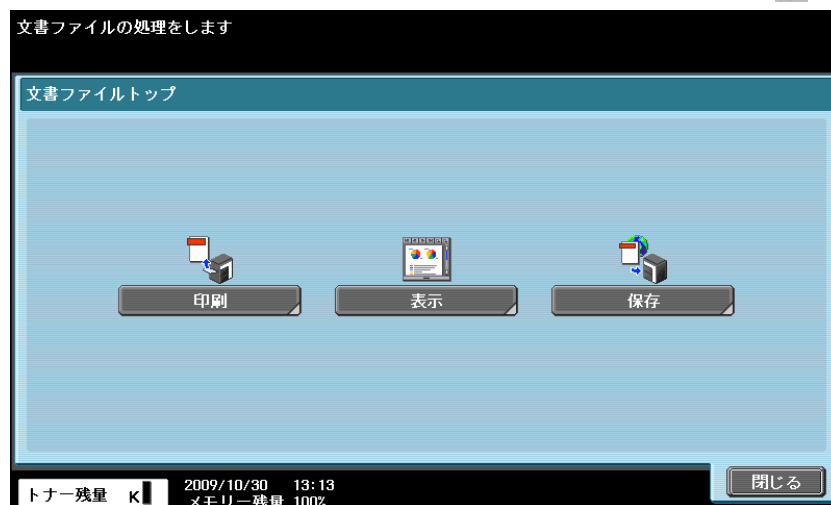 文書ファイルの処理をします
文書ファイルトップ
印刷 表示 保存
閉じる
トナー残量 K 2009/10/30 13:13
メモリー残量 100%